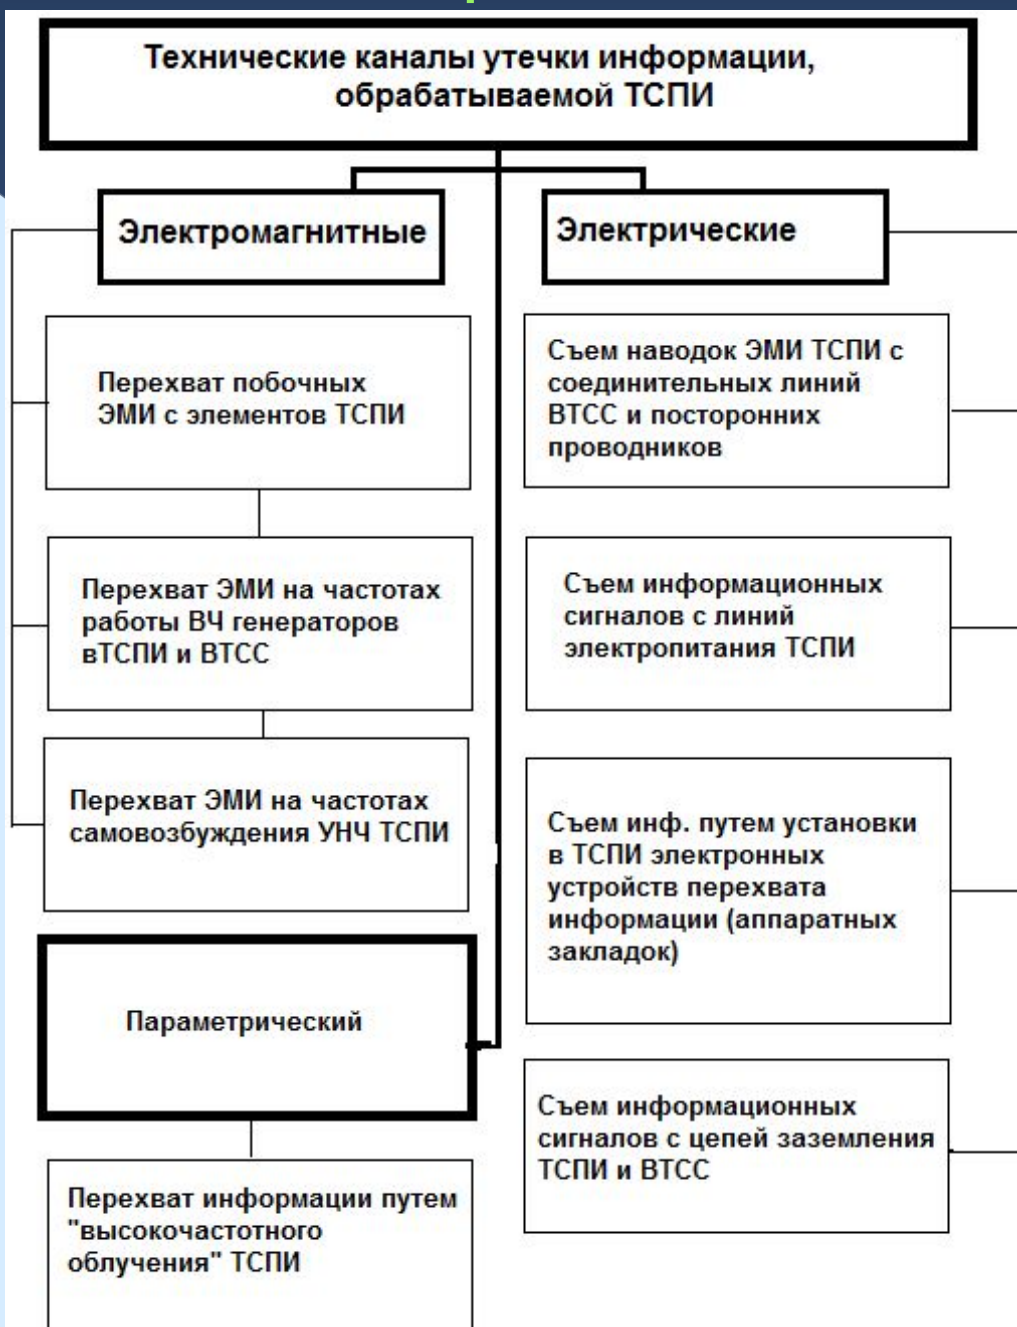 Технические каналы утечки информации,
обрабатываемой ТСПИ
Электромагнитные
Электрические
Перехват побочных
ЭМИ с элементов ТСПИ
Съем наводок ЭМИ ТСПИ с
соединительных линий
ВТСС и посторонних
проводников
Перехват ЭМИ на частотах
работы ВЧ генераторов
вТСПИ и ВТСС
Съем информационных
сигналов с линий
электропитания ТСПИ
Перехват ЭМИ на частотах
самовозбуждения УНЧ ТСПИ
Съем инф. путем установки
в ТСПИ электронных
устройств перехвата
информации (аппаратных
закладок)
Параметрический
Съем информационных
сигналов с цепей заземления
ТСПИ и ВТСС
Перехват информации путем
"высокочастотного
облучения" ТСПИ